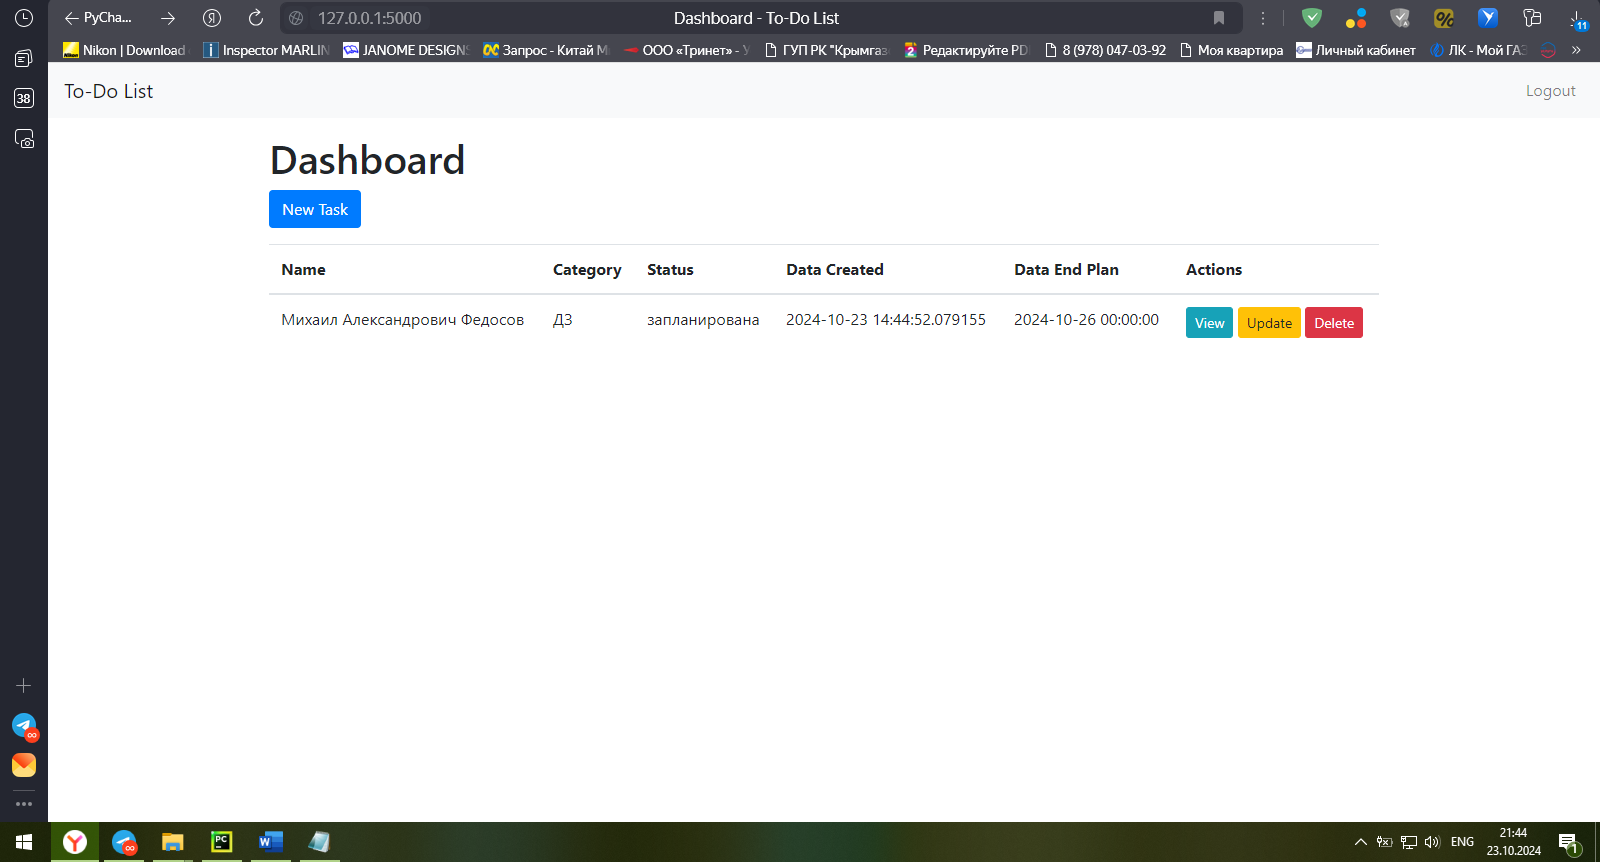 PyCha...
127.0.0.1:5000
Dashboard - To-Do List
11
Nikon | Download
Inspector MARLIN
JANOME DESIGNS
Запрос - Китай М
ООО «Тринет» - У
ГУП РК "Крымгаз
Редактируйте PD
8 (978) 047-03-92
Моя квартира
Личный кабинет
ЛК - Мой ГАЗ
»
38
To-Do List
Logout
Dashboard
New Task
Name Category Status Data Created Data End Plan Actions
Михаил Александрович Федосов ДЗ запланирована 2024-10-23 14:44:52.079155 2024-10-26 00:00:00 View Update Delete
ENG
21:44
23.10.2024
1